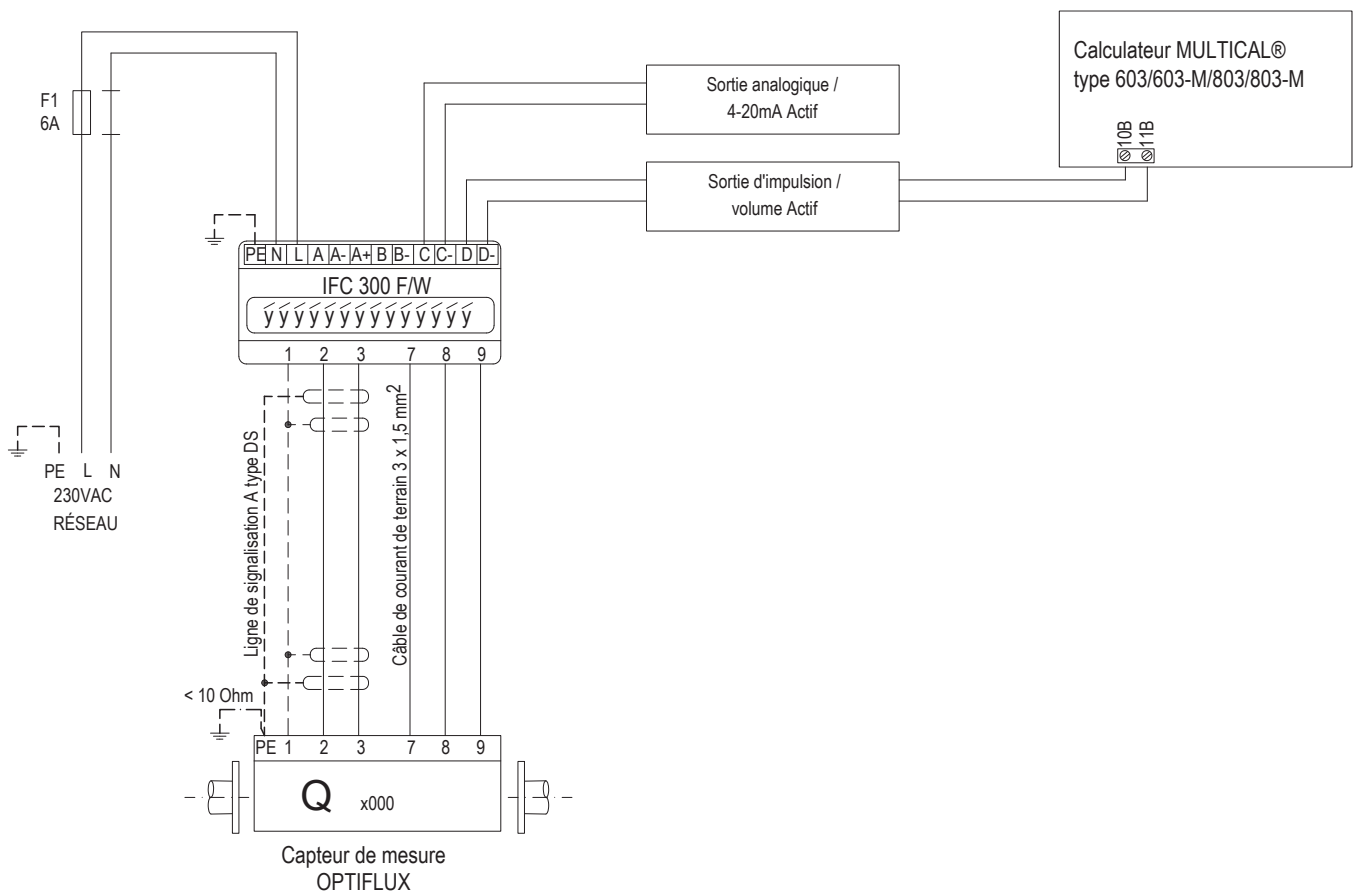 Calculateur MULTICAL®
type 603/603-M/803/803-M
10B
11B
F1
6A
Sortie analogique /
4-20mA Actif
Sortie d'impulsion /
volume Actif
PE N L A A- A+ B B- C C- D D-
IFC 300 F/W
ý ý ý ý ý ý ý ý ý ý ý ý ý ý
1 2 3 7 8 9
Ligne de signalisation A type DS
Câble de courant de terrain 3 x 1,5 mm²
PE L N
230VAC
RÉSEAU
< 10 Ohm
PE 1 2 3 7 8 9
Q x000
Capteur de mesure
OPTIFLUX